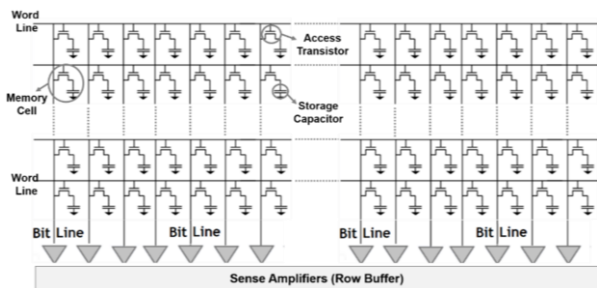 Word
Line
Access
Transistor
Memory
Cell
Storage
Capacitor
Word
Line
Bit Line
Bit Line
Bit Line
Bit Line
Sense Amplifiers (Row Buffer)